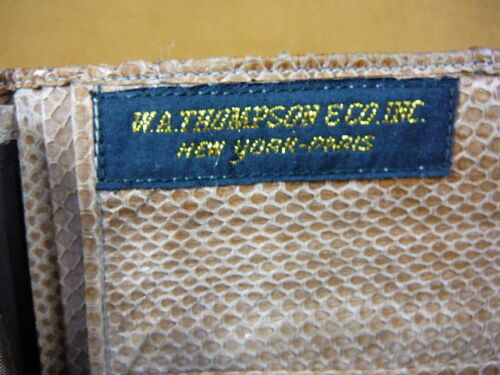 W.A. THOMPSON & CO. INC.
NEW YORK-PARIS